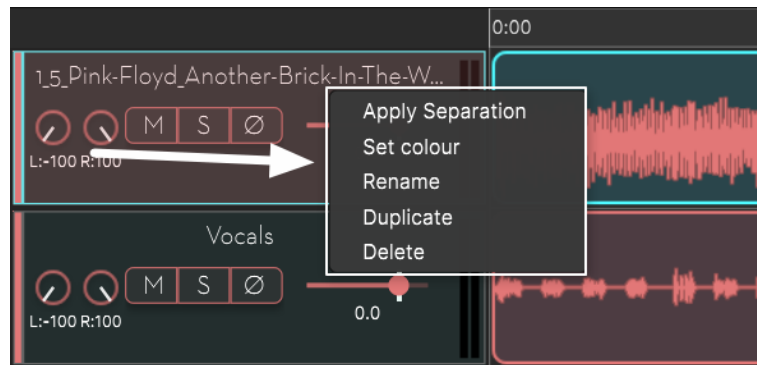 0:00
1_5_Pink-Floyd_Another-Brick-In-The-W...
M S Ø
L:-100 R:100
Apply Separation
Set colour
Rename
Duplicate
Delete
Vocals
M S Ø
L:-100 R:100
0.0